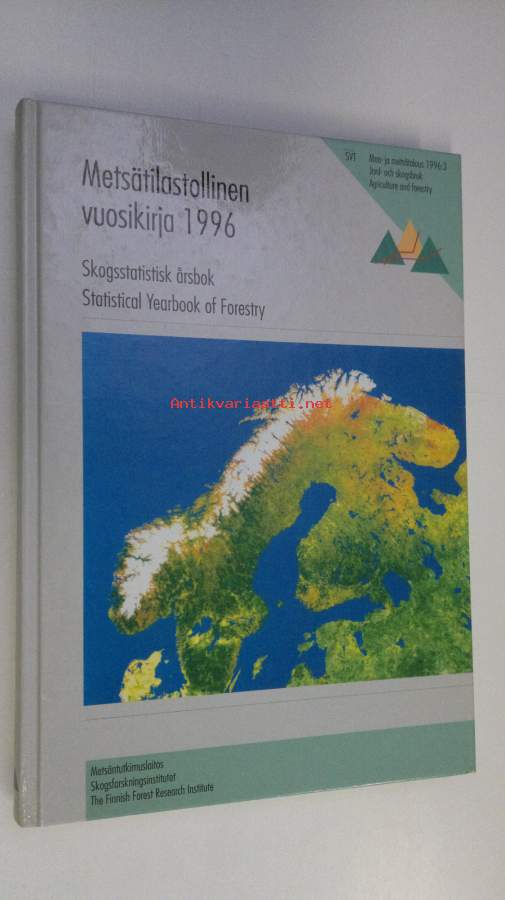 SVT Maa- ja metsätalous 1996:3
Jord- och skogsbruk
Agriculture and forestry
Metsätilastollinen
vuosikirja 1996
Skogsstatistisk årsbok
Statistical Yearbook of Forestry
Antikvariaatti.net
Metsäntutkimuslaitos
Skogsforskningsinstitutet
The Finnish Forest Research Institute